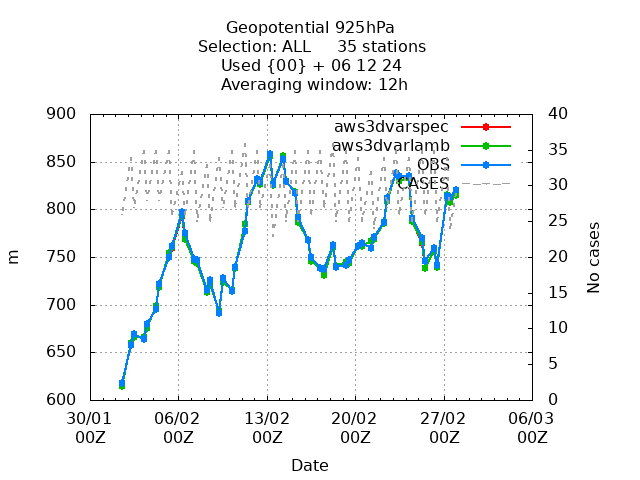 Geopotential 925hPa
Selection: ALL     35 stations
Used {00} + 06 12 24
Averaging window: 12h
900
850
800
750
700
650
600
m
40
35
30
25
20
15
10
5
0
No cases
aws3dvarspec
aws3dvarlamb
OBS
CASES
30/01 06/02 13/02 20/02 27/02 06/03
00Z 00Z 00Z 00Z 00Z 00Z
Date